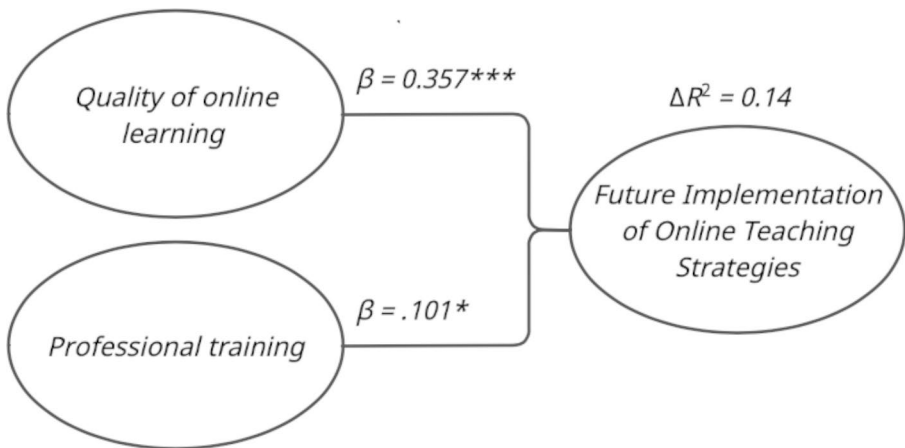 Quality of online
learning
β = 0.357***
ΔR² = 0.14
Future Implementation
of Online Teaching
Strategies
β = .101*
Professional training